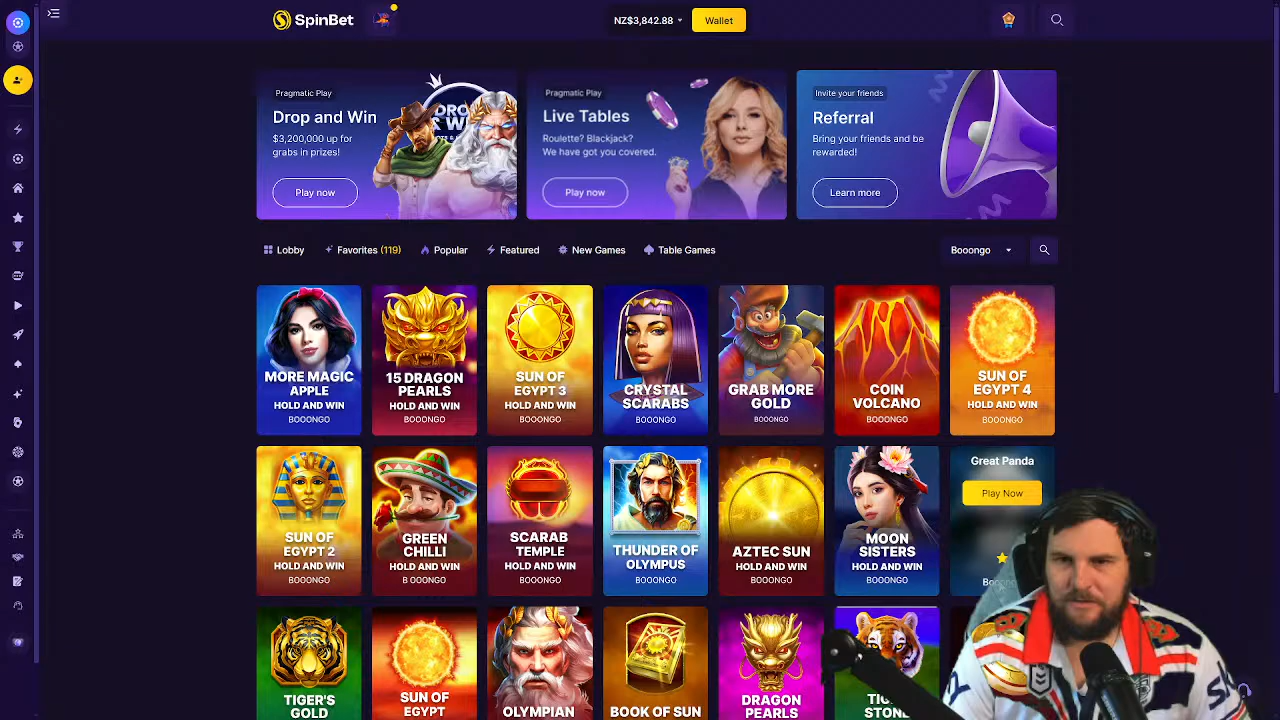 SpinBet
NZ$3,842.88
Wallet
Pragmatic Play
Drop and Win
$3,200,000 up for
grabs in prizes!
Play now
Pragmatic Play
Live Tables
Roulette? Blackjack?
We have got you covered.
Play now
Invite your friends
Referral
Bring your friends and be
rewarded!
Learn more
Lobby
Favorites (119)
Popular
Featured
New Games
Table Games
Booongo
MORE MAGIC
APPLE
HOLD AND WIN
BOOONGO
15 DRAGON
PEARLS
HOLD AND WIN
BOOONGO
SUN OF
EGYPT 3
HOLD AND WIN
BOOONGO
CRYSTAL
SCARABS
BOOONGO
GRAB MORE
GOLD
BOOONGO
COIN
VOLCANO
BOOONGO
SUN OF
EGYPT 4
HOLD AND WIN
BOOONGO
SUN OF
EGYPT 2
HOLD AND WIN
BOOONGO
GREEN
CHILLI
HOLD AND WIN
B OOONGO
SCARAB
TEMPLE
HOLD AND WIN
BOOONGO
THUNDER OF
OLYMPUS
BOOONGO
AZTEC SUN
HOLD AND WIN
BOOONGO
MOON
SISTERS
HOLD AND WIN
BOOONGO
Great Panda
Play Now
TIGER'S
GOLD
SUN OF
EGYPT
OLYMPIAN
BOOK OF SUN
DRAGON
PEARLS